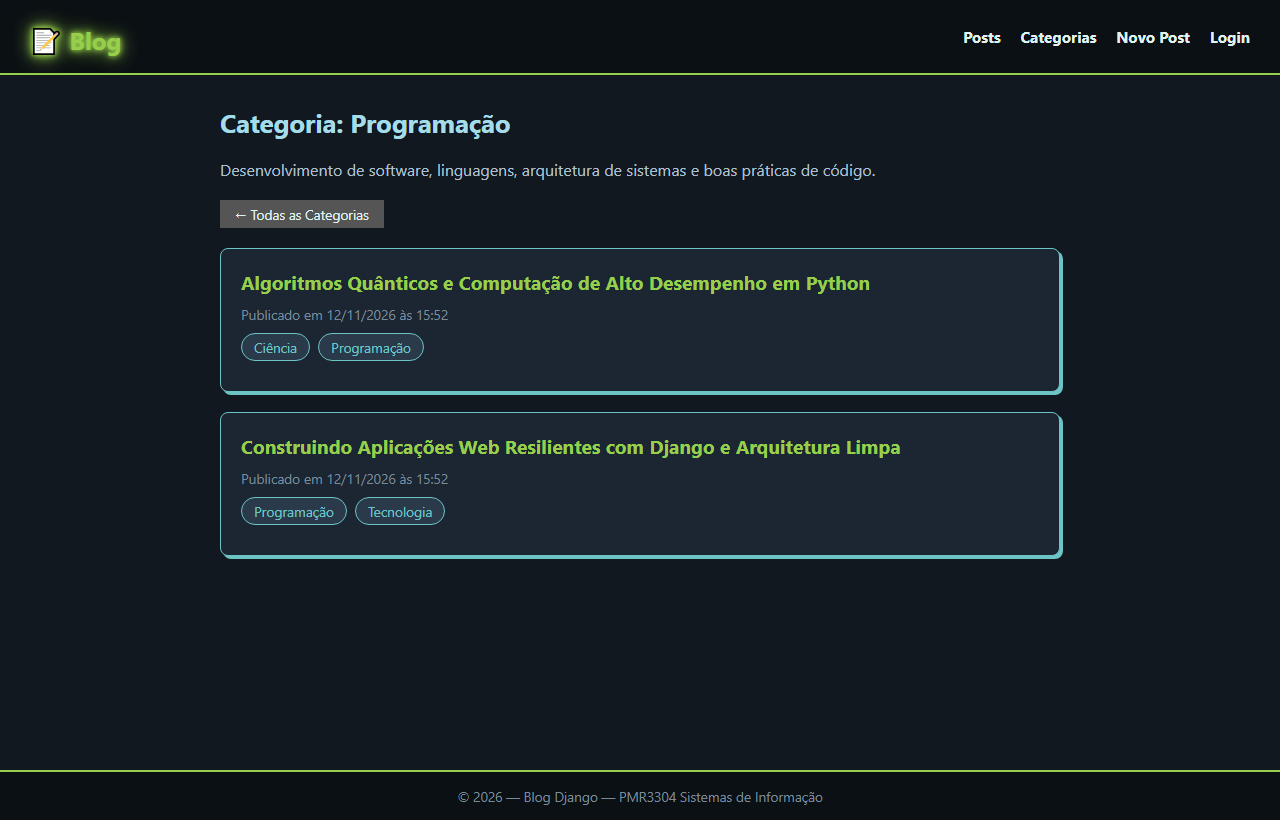 Blog
Posts Categorias Novo Post Login
Categoria: Programação
Desenvolvimento de software, linguagens, arquitetura de sistemas e boas práticas de código.
← Todas as Categorias
Algoritmos Quânticos e Computação de Alto Desempenho em Python
Publicado em 12/11/2026 às 15:52
Ciência Programação
Construindo Aplicações Web Resilientes com Django e Arquitetura Limpa
Publicado em 12/11/2026 às 15:52
Programação Tecnologia
© 2026 — Blog Django — PMR3304 Sistemas de Informação